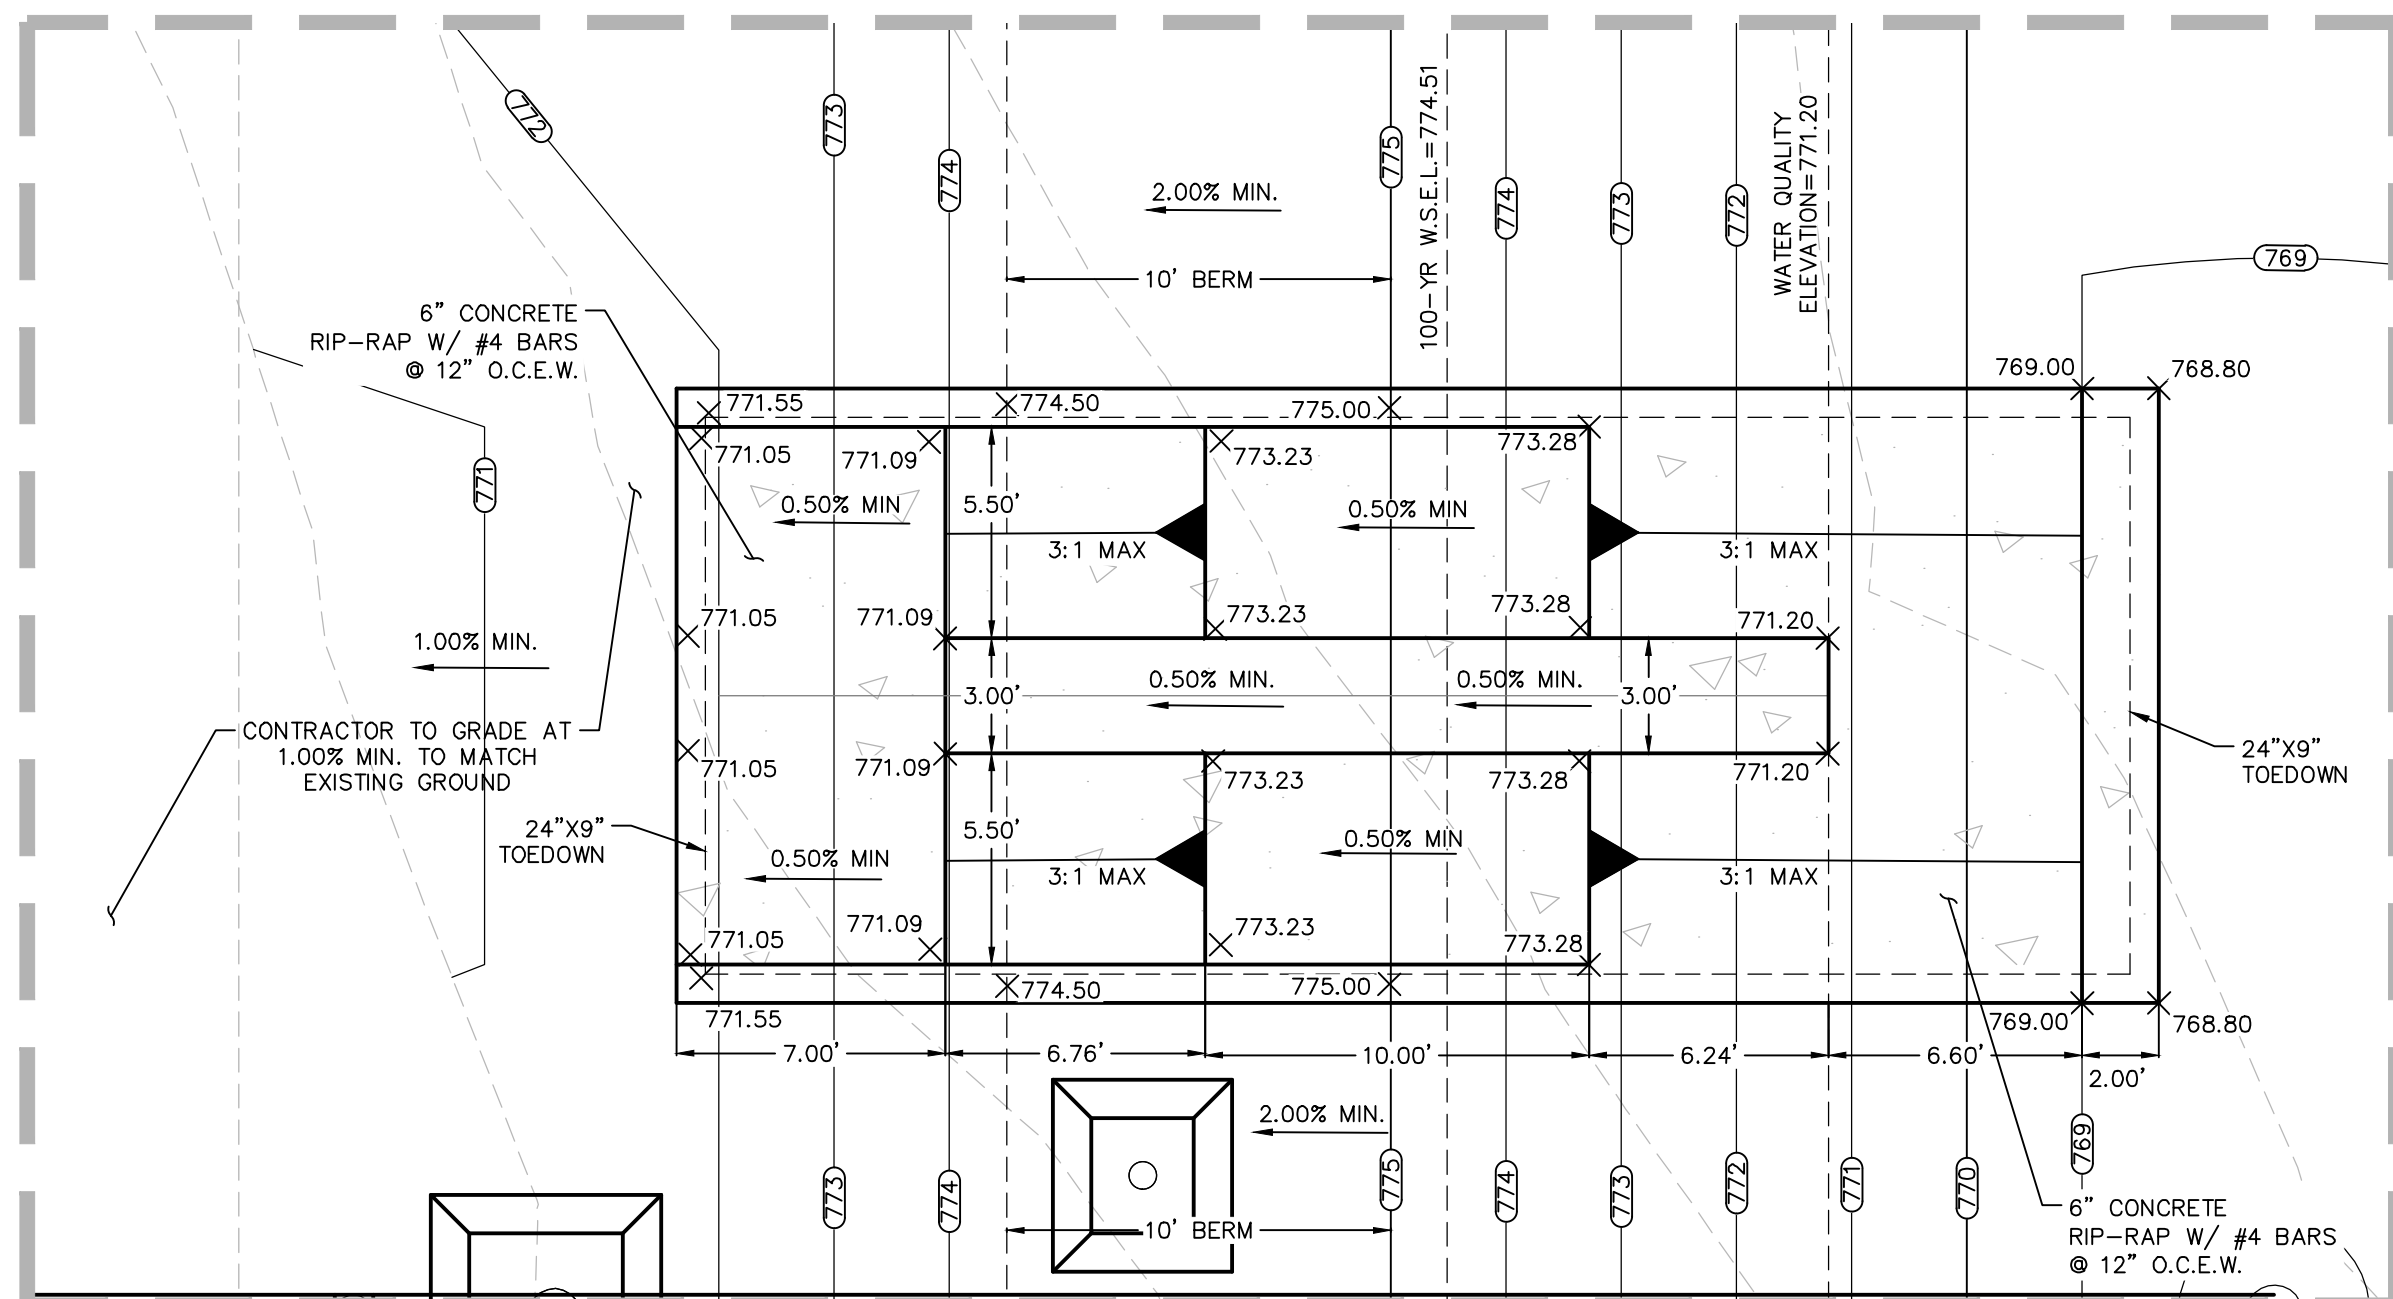 772
773
774
2.00% MIN.
10' BERM
775
100-YR W.S.E.L.=774.51
774
773
772
WATER QUALITY
ELEVATION=771.20
769
6" CONCRETE
RIP-RAP W/ #4 BARS
@ 12" O.C.E.W.
769.00
768.80
771.55
774.50
775.00
771.05
771.09
773.23
773.28
771
0.50% MIN
5.50'
0.50% MIN
3:1 MAX
3:1 MAX
771.05
771.09
773.23
773.28
771.20
1.00% MIN.
3.00'
0.50% MIN.
0.50% MIN.
3.00'
CONTRACTOR TO GRADE AT
1.00% MIN. TO MATCH
EXISTING GROUND
771.05
771.09
773.23
773.28
771.20
24"X9"
TOEDOWN
24"X9"
TOEDOWN
5.50'
0.50% MIN
0.50% MIN
3:1 MAX
3:1 MAX
771.05
771.09
773.23
773.28
774.50
775.00
771.55
769.00
768.80
7.00'
6.76'
10.00'
6.24'
6.60'
2.00'
2.00% MIN.
773
774
775
774
773
772
771
770
769
10' BERM
6" CONCRETE
RIP-RAP W/ #4 BARS
@ 12" O.C.E.W.